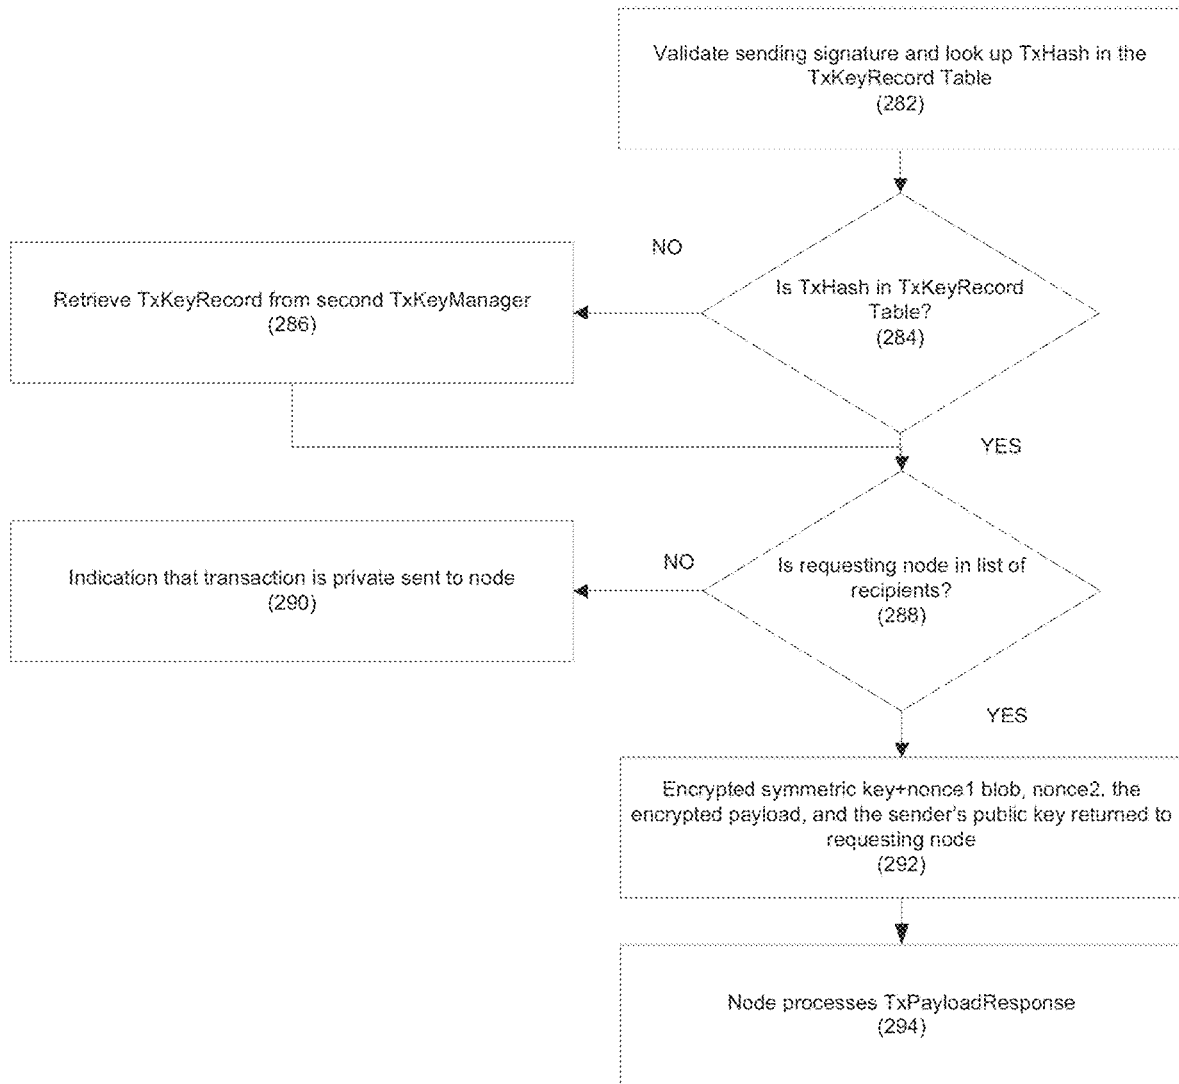 Validate sending signature and look up TxHash in the
TxKeyRecord Table
(282)
NO
Is TxHash in TxKeyRecord
Table?
(284)
Retrieve TxKeyRecord from second TxKeyManager
(286)
YES
NO
Is requesting node in list of
recipients?
(288)
Indication that transaction is private sent to node
(290)
YES
Encrypted symmetric key+nonce1 blob, nonce2, the
encrypted payload, and the sender's public key returned to
requesting node
(292)
Node processes TxPayloadResponse
(294)